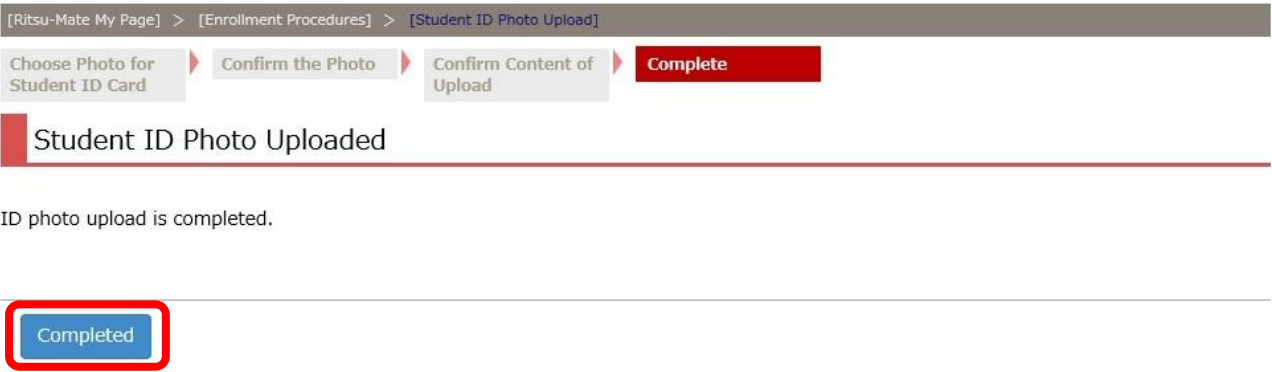 [Ritsu-Mate My Page] > [Enrollment Procedures] > [Student ID Photo Upload]
Choose Photo for
Student ID Card
Confirm the Photo
Confirm Content of
Upload
Complete
Student ID Photo Uploaded
ID photo upload is completed.
Completed